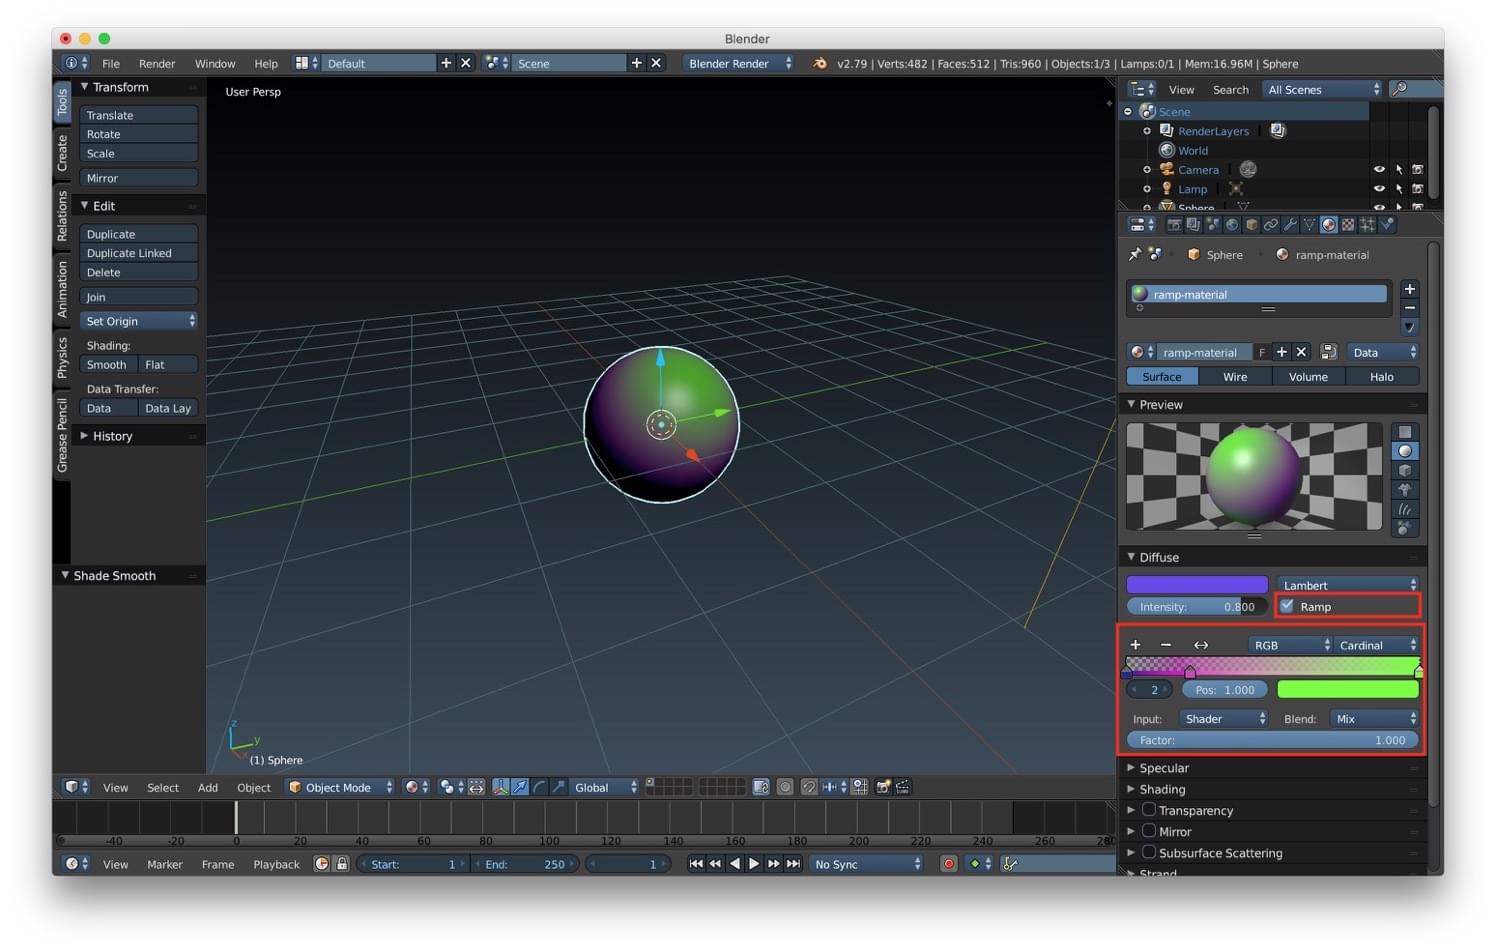 Blender
File Render Window Help Default Scene Blender Render v2.79 | Verts:482 | Faces:512 | Tris:960 | Objects:1/3 | Lamps:0/1 | Mem:16.96M | Sphere
Tools
Create
Relations
Animation
Physics
Grease Pencil
Transform
Translate
Rotate
Scale
Mirror
Edit
Duplicate
Duplicate Linked
Delete
Join
Set Origin
Shading:
Smooth Flat
Data Transfer:
Data Data Lay
History
Shade Smooth
User Persp
z
y
x
(1) Sphere
View Search All Scenes
Scene
RenderLayers
World
Camera
Lamp
Sphere
Sphere ramp-material
ramp-material
ramp-material F Data
Surface Wire Volume Halo
Preview
Diffuse
Lambert
Intensity: 0.800 Ramp
RGB Cardinal
2 Pos: 1.000
Input: Shader Blend: Mix
Factor: 1.000
Specular
Shading
Transparency
Mirror
Subsurface Scattering
Strand
View Select Add Object Object Mode Global
-40 -20 0 20 40 60 80 100 120 140 160 180 200 220 240 260 280
View Marker Frame Playback Start: 1 End: 250 1 No Sync